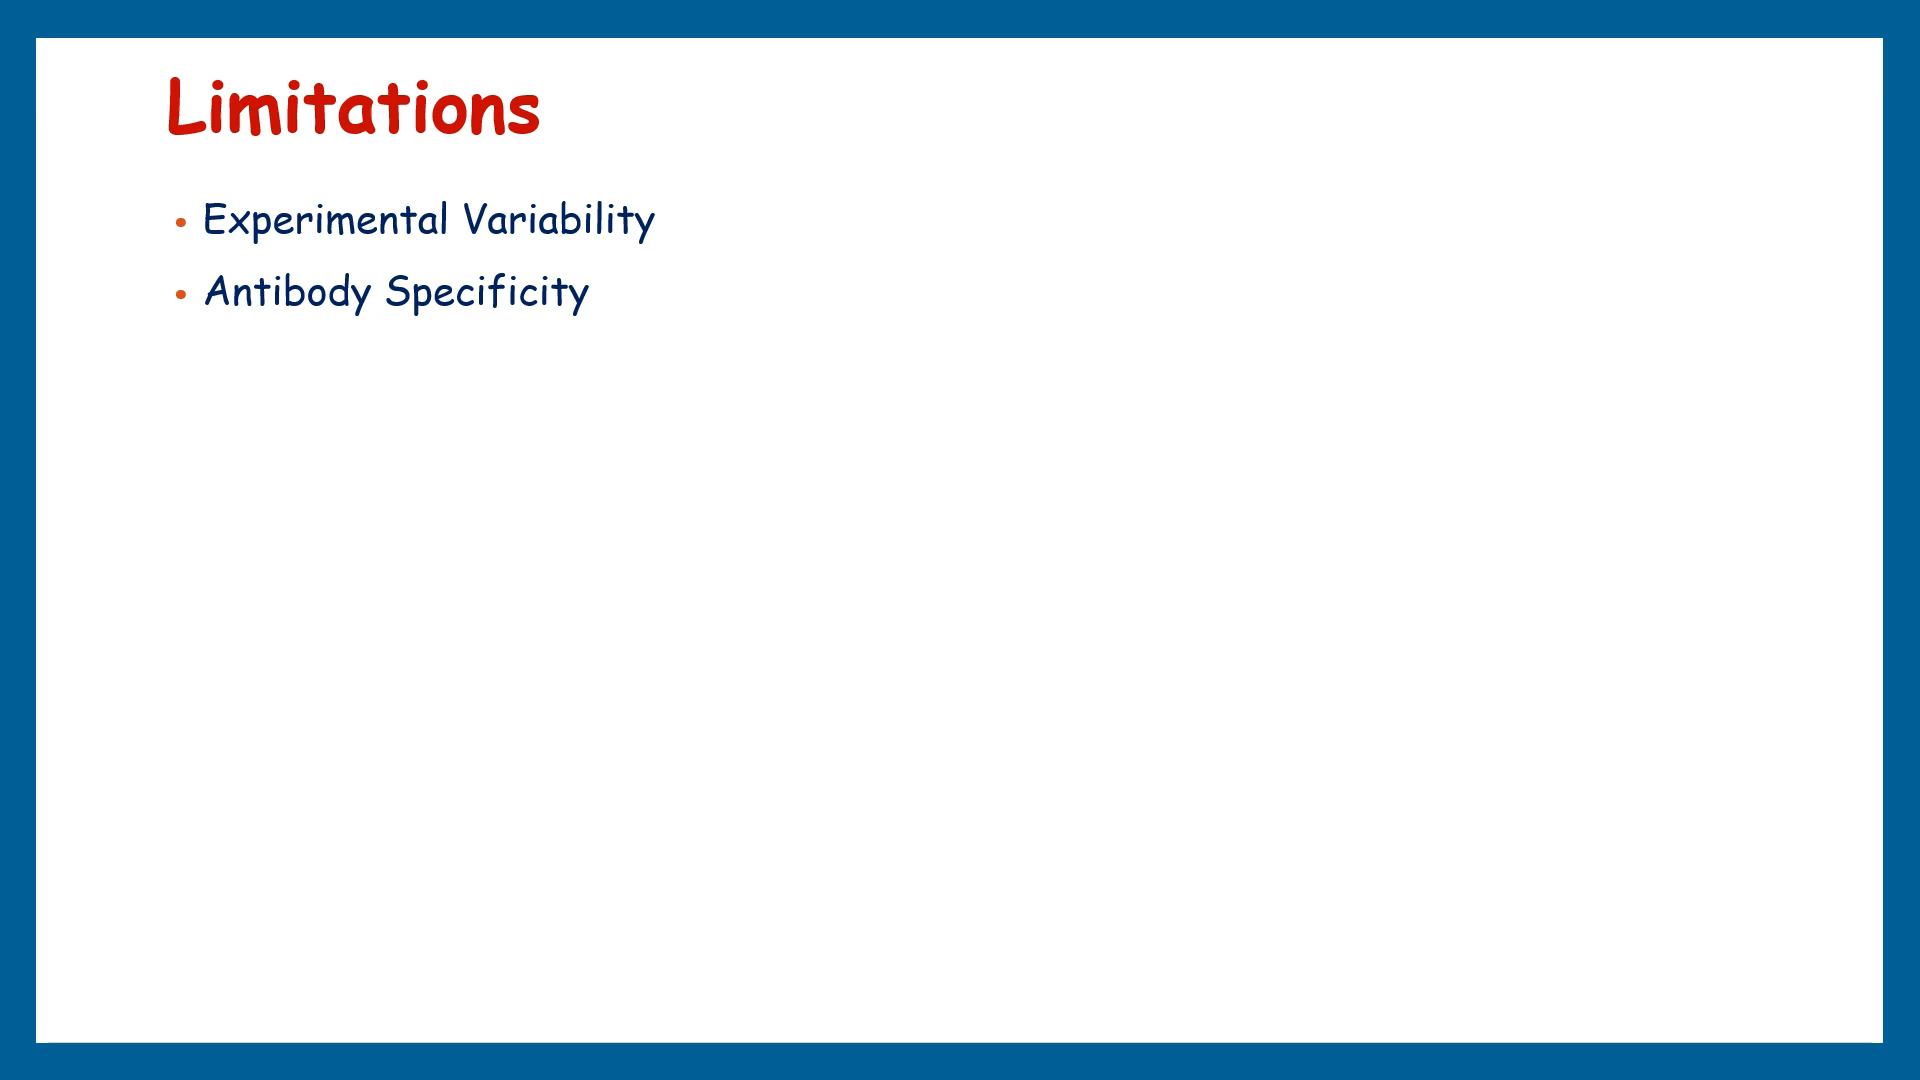 Limitations
• Experimental Variability
• Antibody Specificity